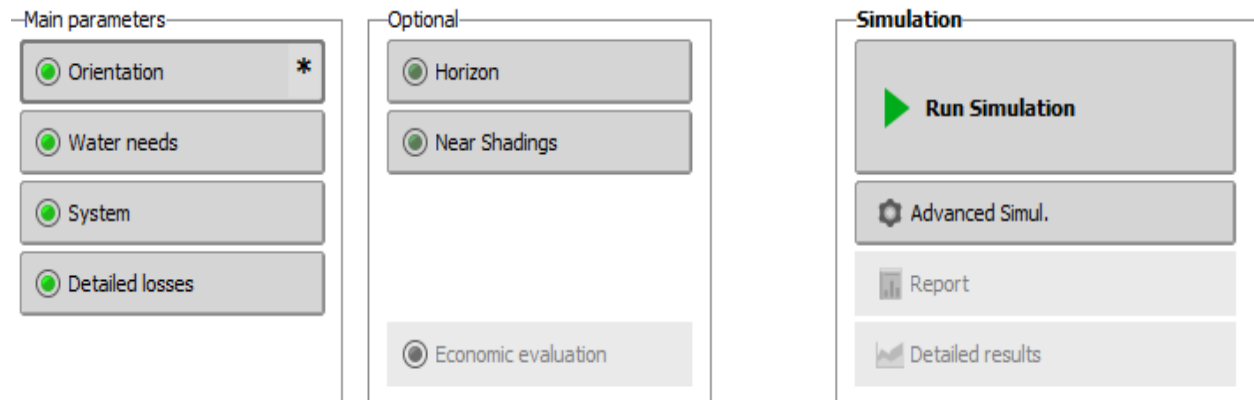 Main parameters
Orientation *
Water needs
System
Detailed losses
Optional
Horizon
Near Shadings
Economic evaluation
Simulation
Run Simulation
Advanced Simul.
Report
Detailed results